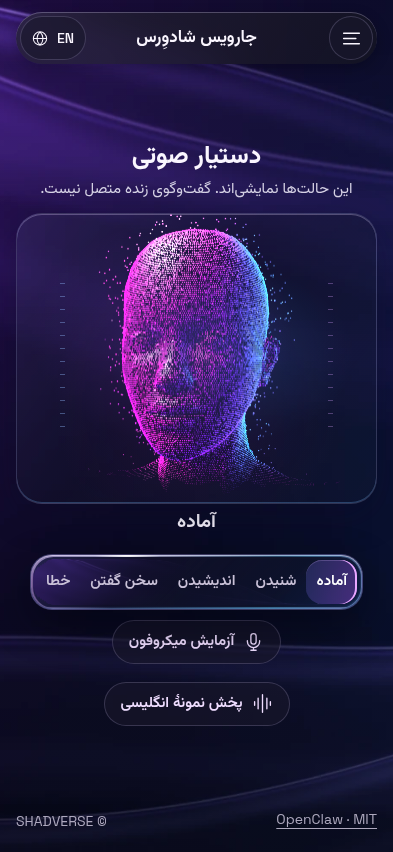 جارویس شادوِرس
EN
دستیار صوتی
این حالت‌ها نمایشی‌اند. گفت‌وگوی زنده متصل نیست.
آماده
آماده شنیدن اندیشیدن سخن گفتن خطا
آزمایش میکروفون
پخش نمونهٔ انگلیسی
OpenClaw · MIT
SHADVERSE ©